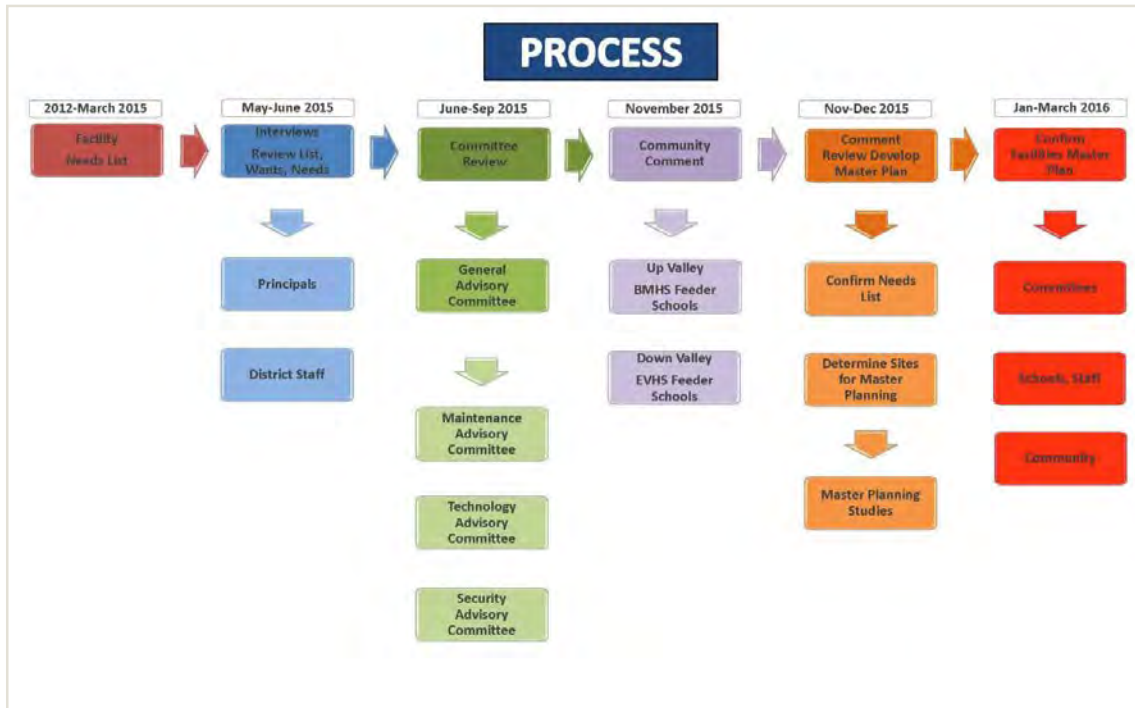 PROCESS
2012-March 2015
Facility
Needs List
May-June 2015
Interviews
Review List,
Wants, Needs
Principals
District Staff
June-Sep 2015
Committee
Review
General
Advisory
Committee
Maintenance
Advisory
Committee
Technology
Advisory
Committee
Security
Advisory
Committee
November 2015
Community
Comment
Up Valley
BMHS Feeder
Schools
Down Valley
EVHS Feeder
Schools
Nov-Dec 2015
Comment
Review Develop
Master Plan
Confirm Needs
List
Determine Sites
for Master
Planning
Master Planning
Studies
Jan-March 2016
Confirm
Facilities Master
Plan
Committees
Schools, Staff
Community